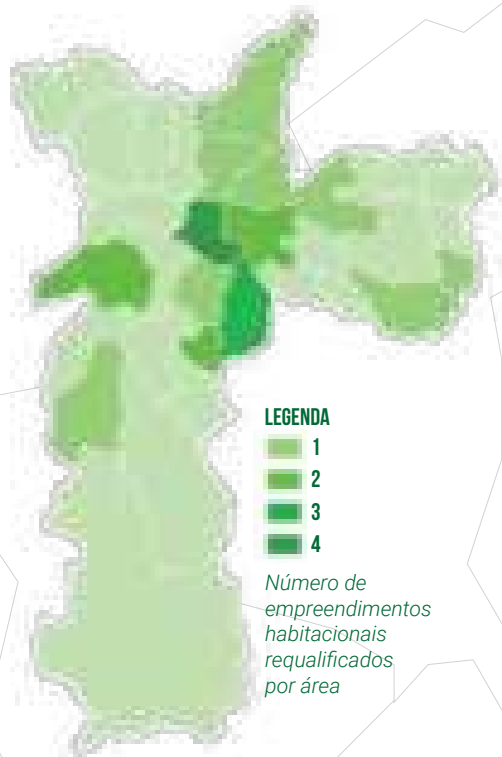 LEGENDA
1
2
3
4
Número de
empreendimentos
habitacionais
requalificados
por área